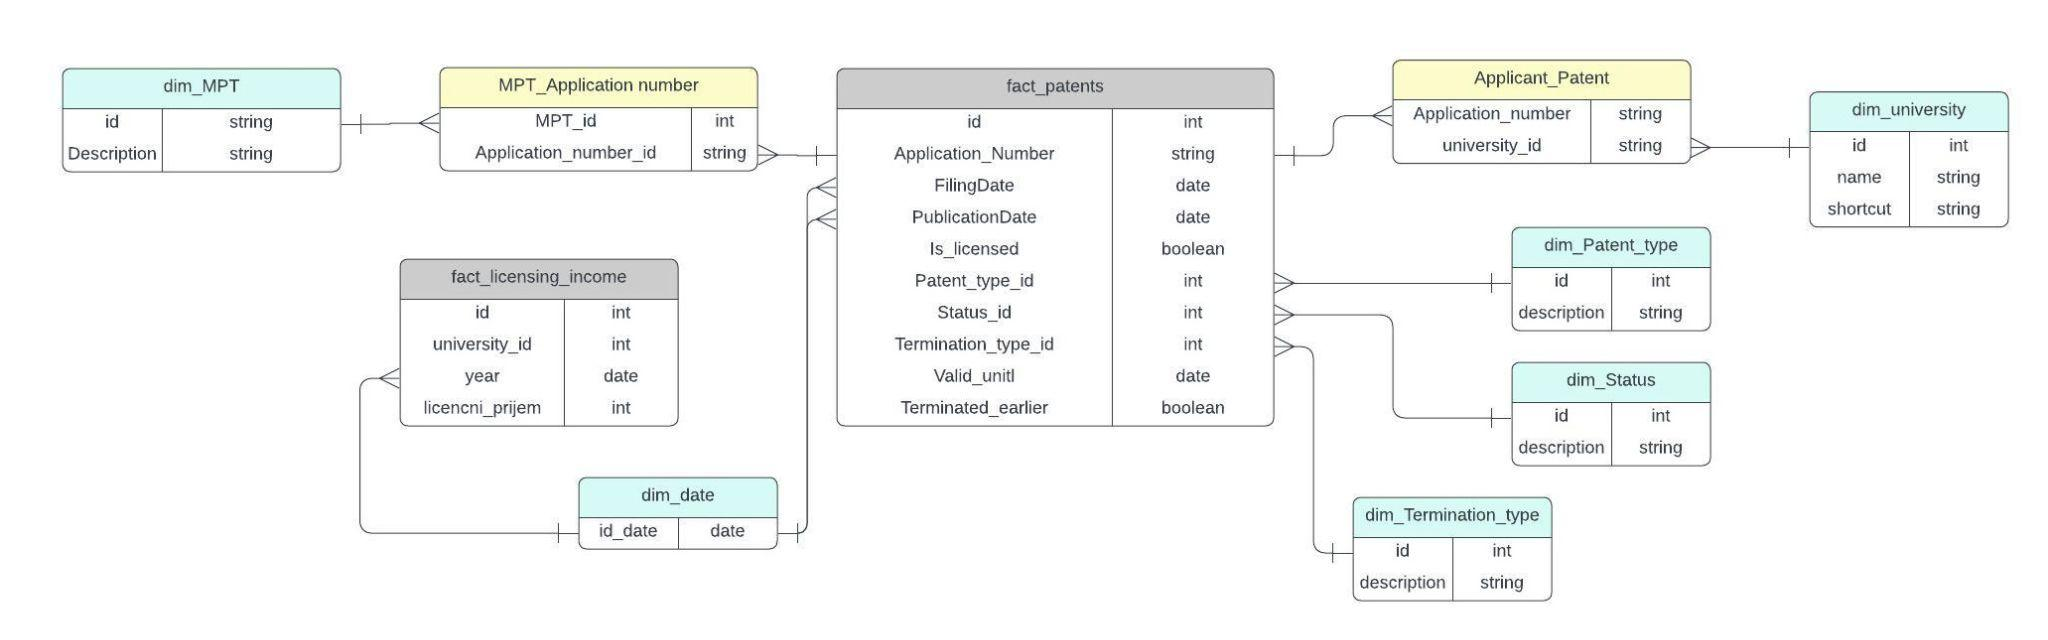 dim_MPT
id string
Description string
MPT_Application number
MPT_id int
Application_number_id string
fact_patents
id int
Application_Number string
FilingDate date
PublicationDate date
Is_licensed boolean
Patent_type_id int
Status_id int
Termination_type_id int
Valid_unitl date
Terminated_earlier boolean
Applicant_Patent
Application_number string
university_id string
dim_university
id int
name string
shortcut string
dim_Patent_type
id int
description string
fact_licensing_income
id int
university_id int
year date
licencni_prijem int
dim_Status
id int
description string
dim_date
id_date date
dim_Termination_type
id int
description string